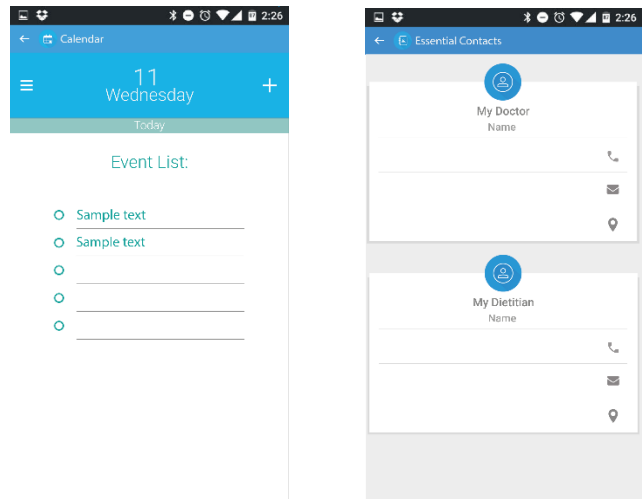 2:26
Calendar
11
Wednesday
Today
Event List:
Sample text
Sample text
2:26
Essential Contacts
My Doctor
Name
My Dietitian
Name